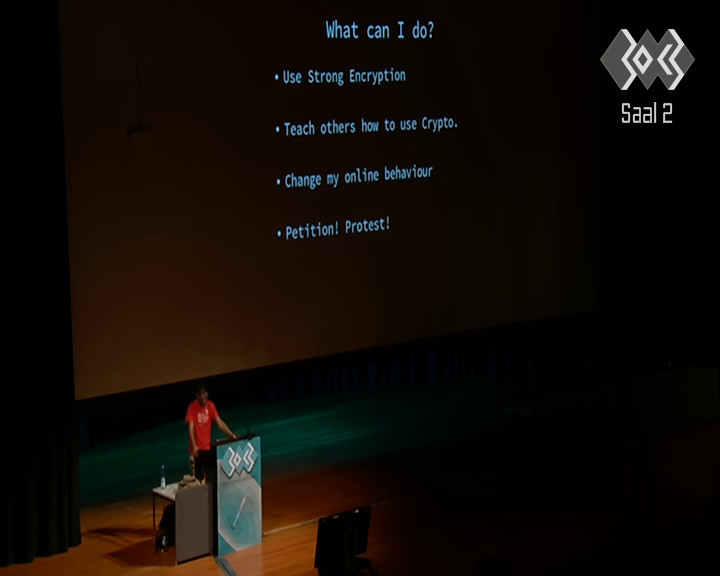 What can I do?
• Use Strong Encryption
• Teach others how to use Crypto.
• Change my online behaviour
• Petition! Protest!
Saal 2